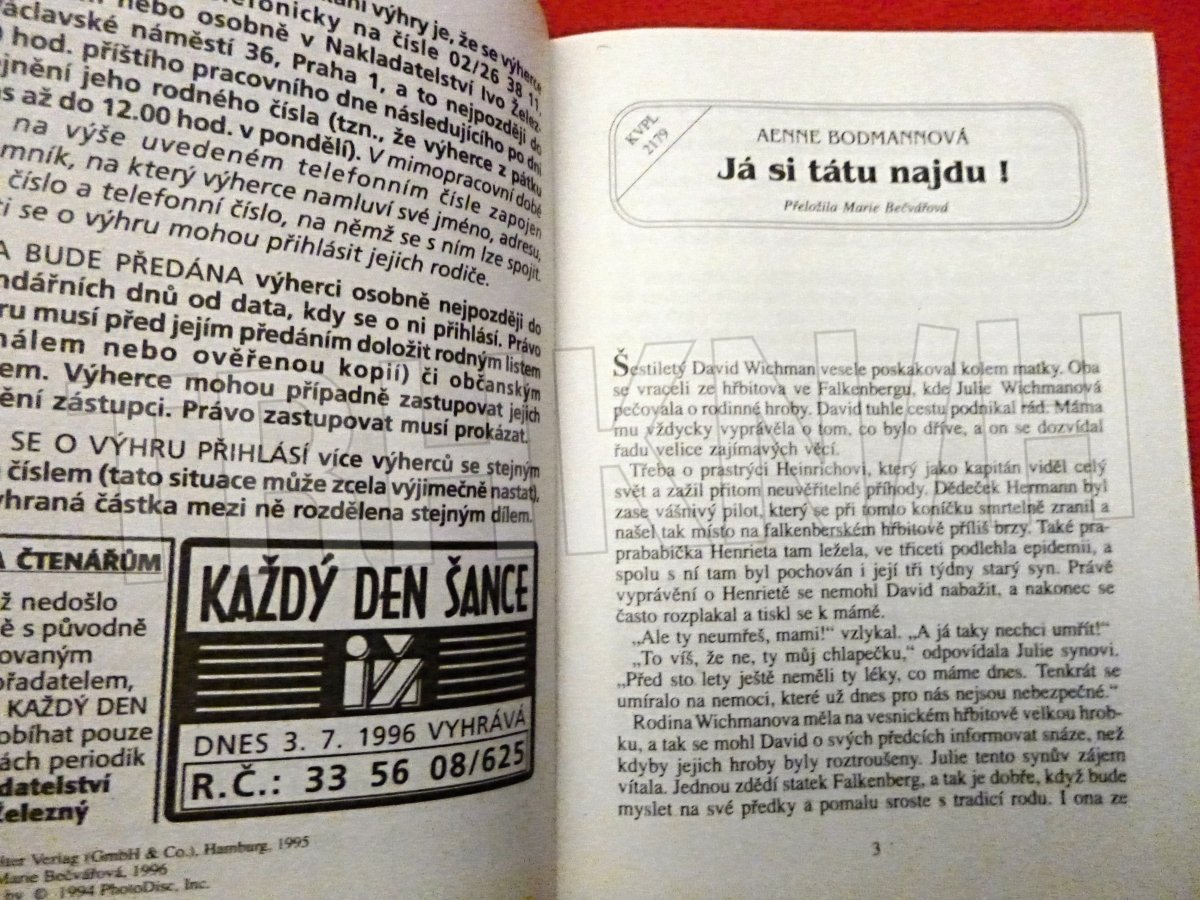 výhry je, že se výherce
telefonicky na čísle 02/26 38 11,
nebo osobně v Nakladatelství Ivo Želez-
Václavské náměstí 36, Praha 1, a to nejpozději do
hod. příštího pracovního dne následujícího po dni
jeho rodného čísla (tzn., že výherce z pátku
až do 12.00 hod. v pondělí). V mimopracovní době
na výše uvedeném telefonním čísle zapojen
na který výherce namluví své jméno, adresu,
číslo a telefonní číslo, na němž se s ním lze spojit.
se o výhru mohou přihlásit jejich rodiče.
A BUDE PŘEDÁNA výherci osobně nejpozději do
ndářních dnů od data, kdy se o ni přihlásí. Právo
ru musí před jejím předáním doložit rodným listem
nálem nebo ověřenou kopií) či občanským
em. Výherce mohou případně zastupovat jejich
ní zástupci. Právo zastupovat musí prokázat.
SE O VÝHRU PŘIHLÁSÍ více výherců se stejným
číslem (tato situace může zcela výjimečně nastat),
yhraná částka mezi ně rozdělena stejným dílem.
A ČTENÁŘŮM
ž nedošlo
ě s původně
ovaným
ořadatelem,
KAŽDÝ DEN
obíhat pouze
ách periodik
datelství
Železný
KAŽDÝ DEN ŠANCE
iž
DNES 3. 7. 1996 VYHRÁVÁ
R.Č.: 33 56 08/625
Verlag (GmbH & Co.), Hamburg, 1995
Marie Bečvářová, 1996
by © 1994 PhotoDisc, Inc.
KVPL
2179
AENNE BODMANNOVÁ
Já si tátu najdu !
Přeložila Marie Bečvářová
Šestiletý David Wichman vesele poskakoval kolem matky. Oba
se vraceli ze hřbitova ve Falkenbergu, kde Julie Wichmanová
pečovala o rodinné hroby. David tuhle cestu podnikal rád. Máma
mu vždycky vyprávěla o tom, co bylo dříve, a on se dozvídal
řadu velice zajímavých věcí.
Třeba o prastrýci Heinrichovi, který jako kapitán viděl celý
svět a zažil přitom neuvěřitelné příhody. Dědeček Hermann byl
zase vášnivý pilot, který se při tomto koníčku smrtelně zranil a
našel tak místo na falkenberském hřbitově příliš brzy. Také pra-
prababička Henrieta tam ležela, ve třiceti podlehla epidemii, a
spolu s ní tam byl pochován i její tři týdny starý syn. Právě
vyprávění o Henrietě se nemohl David nabažit, a nakonec se
často rozplakal a tiskl se k mámě.
„Ale ty neumřeš, mami!“ vzlykal. „A já taky nechci umřít!“
„To víš, že ne, ty můj chlapečku,“ odpovídala Julie synovi.
„Před sto lety ještě neměli ty léky, co máme dnes. Tenkrát se
umíralo na nemoci, které už dnes pro nás nejsou nebezpečné.“
Rodina Wichmanova měla na vesnickém hřbitově velkou hrob-
ku, a tak se mohl David o svých předcích informovat snáze, než
kdyby jejich hroby byly roztroušeny. Julie tento synův zájem
vítala. Jednou zdědí statek Falkenberg, a tak je dobře, když bude
myslet na své předky a pomalu sroste s tradicí rodu. I ona ze
3